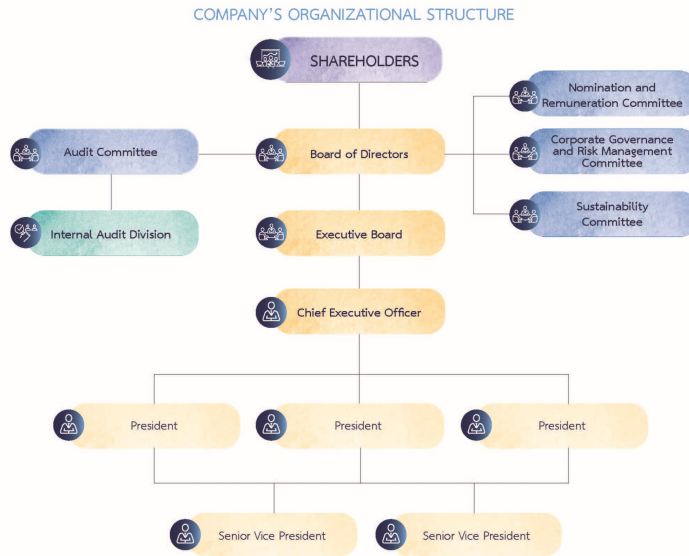 COMPANY'S ORGANIZATIONAL STRUCTURE
SHAREHOLDERS
Nomination and
Remuneration Committee
Audit Committee
Board of Directors
Corporate Governance
and Risk Management
Committee
Internal Audit Division
Executive Board
Sustainability
Committee
Chief Executive Officer
President
President
President
Senior Vice President
Senior Vice President